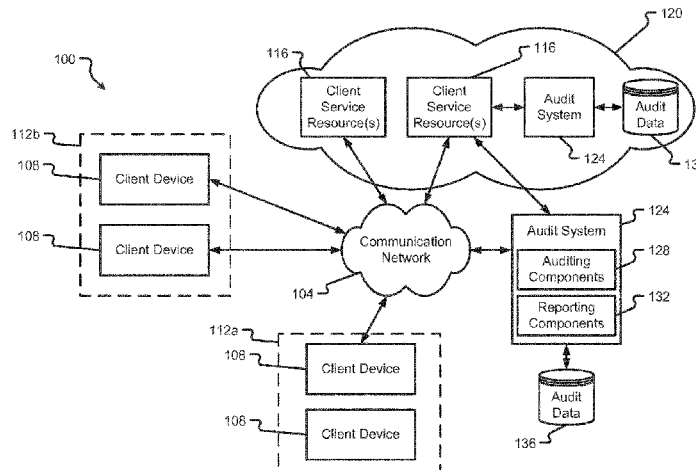 120
116
116
100
Client
Service
Resource(s)
Client
Service
Resource(s)
Audit
System
Audit
Data
124
13
112b
108
Client Device
108
Client Device
Communication
Network
104
124
Audit System
Auditing
Components
128
Reporting
Components
132
112a
108
Client Device
108
Client Device
Audit
Data
136